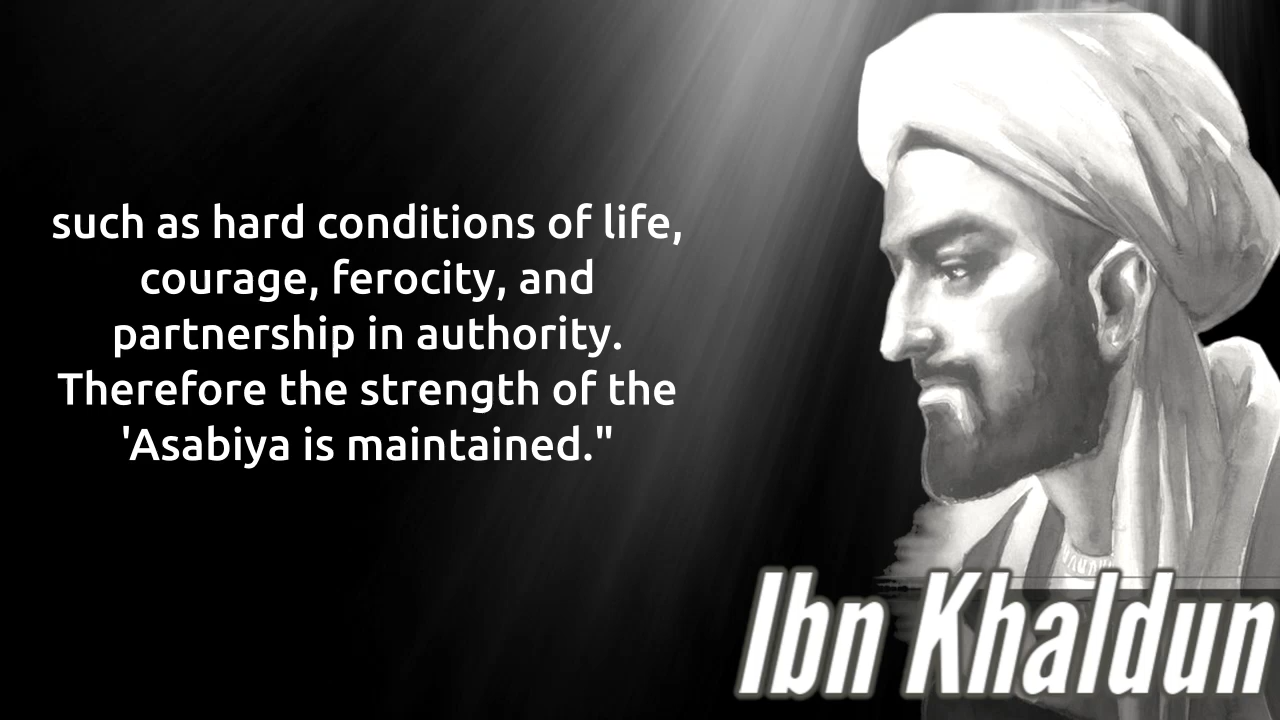 such as hard conditions of life,
courage, ferocity, and
partnership in authority.
Therefore the strength of the
'Asabiya is maintained."
Ibn Khaldun